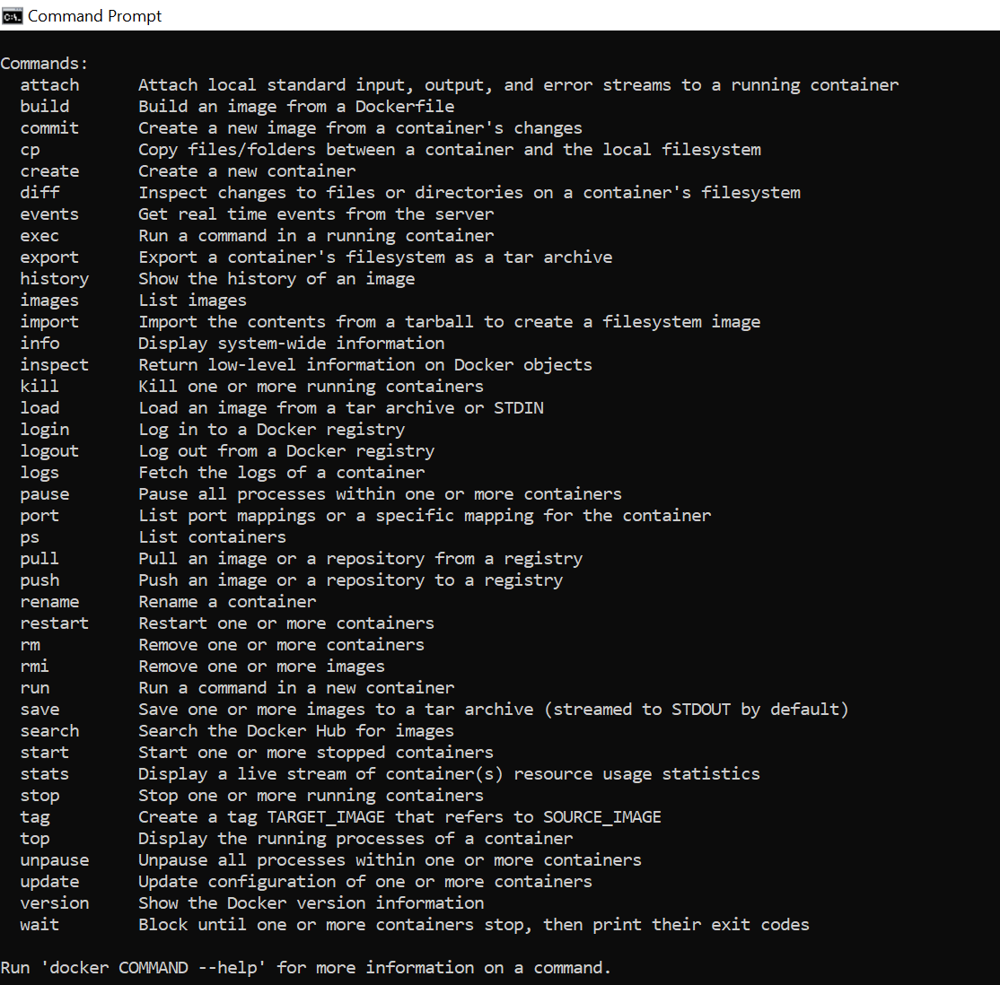 Command Prompt
Commands:
attach Attach local standard input, output, and error streams to a running container
build Build an image from a Dockerfile
commit Create a new image from a container's changes
cp Copy files/folders between a container and the local filesystem
create Create a new container
diff Inspect changes to files or directories on a container's filesystem
events Get real time events from the server
exec Run a command in a running container
export Export a container's filesystem as a tar archive
history Show the history of an image
images List images
import Import the contents from a tarball to create a filesystem image
info Display system-wide information
inspect Return low-level information on Docker objects
kill Kill one or more running containers
load Load an image from a tar archive or STDIN
login Log in to a Docker registry
logout Log out from a Docker registry
logs Fetch the logs of a container
pause Pause all processes within one or more containers
port List port mappings or a specific mapping for the container
ps List containers
pull Pull an image or a repository from a registry
push Push an image or a repository to a registry
rename Rename a container
restart Restart one or more containers
rm Remove one or more containers
rmi Remove one or more images
run Run a command in a new container
save Save one or more images to a tar archive (streamed to STDOUT by default)
search Search the Docker Hub for images
start Start one or more stopped containers
stats Display a live stream of container(s) resource usage statistics
stop Stop one or more running containers
tag Create a tag TARGET_IMAGE that refers to SOURCE_IMAGE
top Display the running processes of a container
unpause Unpause all processes within one or more containers
update Update configuration of one or more containers
version Show the Docker version information
wait Block until one or more containers stop, then print their exit codes
Run 'docker COMMAND --help' for more information on a command.